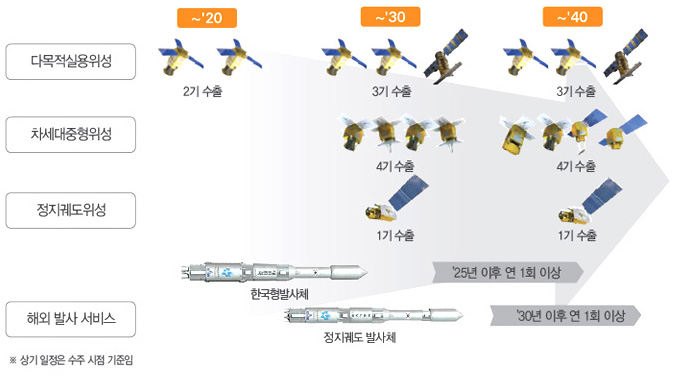 ~'20
~'30
~'40
다목적실용위성
2기 수출
3기 수출
3기 수출
차세대중형위성
4기 수출
4기 수출
정지궤도위성
1기 수출
1기 수출
한국형발사체
'25년 이후 연 1회 이상
해외 발사 서비스
정지궤도 발사체
'30년 이후 연 1회 이상
※ 상기 일정은 수주 시점 기준임